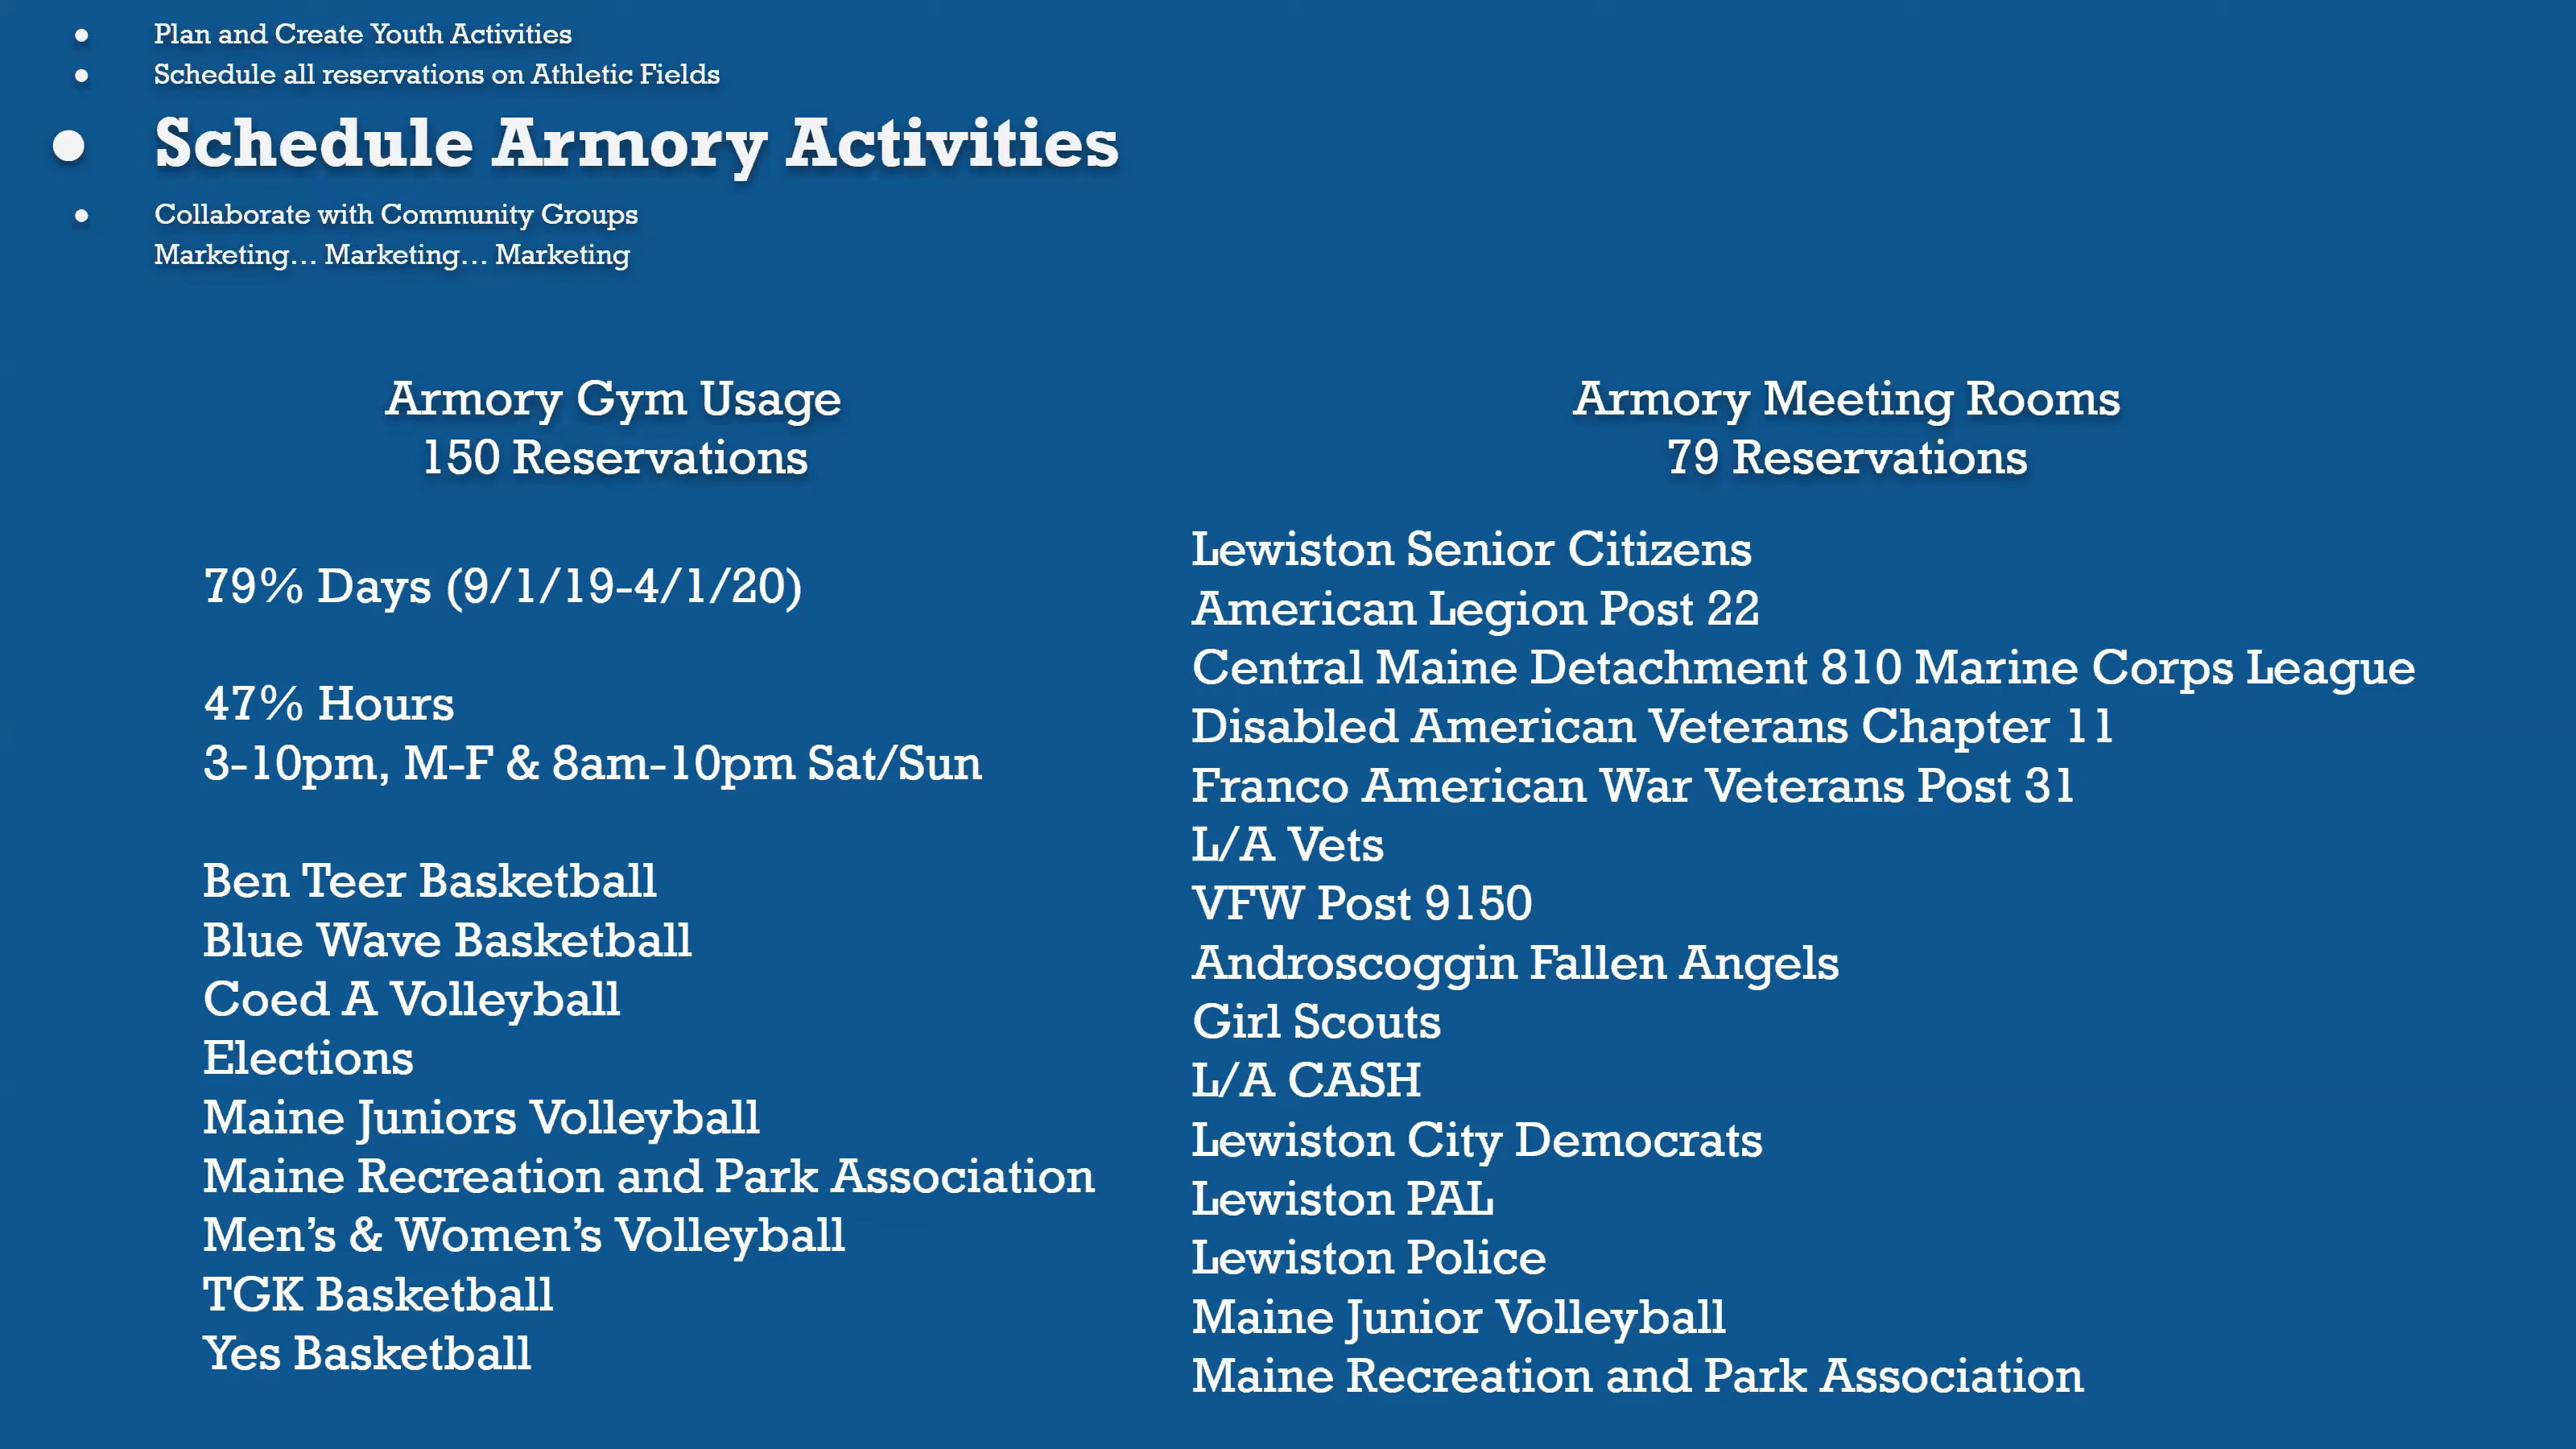 • Plan and Create Youth Activities
• Schedule all reservations on Athletic Fields
• Schedule Armory Activities
• Collaborate with Community Groups
Marketing... Marketing... Marketing
Armory Gym Usage
150 Reservations
79% Days (9/1/19-4/1/20)
47% Hours
3-10pm, M-F & 8am-10pm Sat/Sun
Ben Teer Basketball
Blue Wave Basketball
Coed A Volleyball
Elections
Maine Juniors Volleyball
Maine Recreation and Park Association
Men’s & Women’s Volleyball
TGK Basketball
Yes Basketball
Armory Meeting Rooms
79 Reservations
Lewiston Senior Citizens
American Legion Post 22
Central Maine Detachment 810 Marine Corps League
Disabled American Veterans Chapter 11
Franco American War Veterans Post 31
L/A Vets
VFW Post 9150
Androscoggin Fallen Angels
Girl Scouts
L/A CASH
Lewiston City Democrats
Lewiston PAL
Lewiston Police
Maine Junior Volleyball
Maine Recreation and Park Association